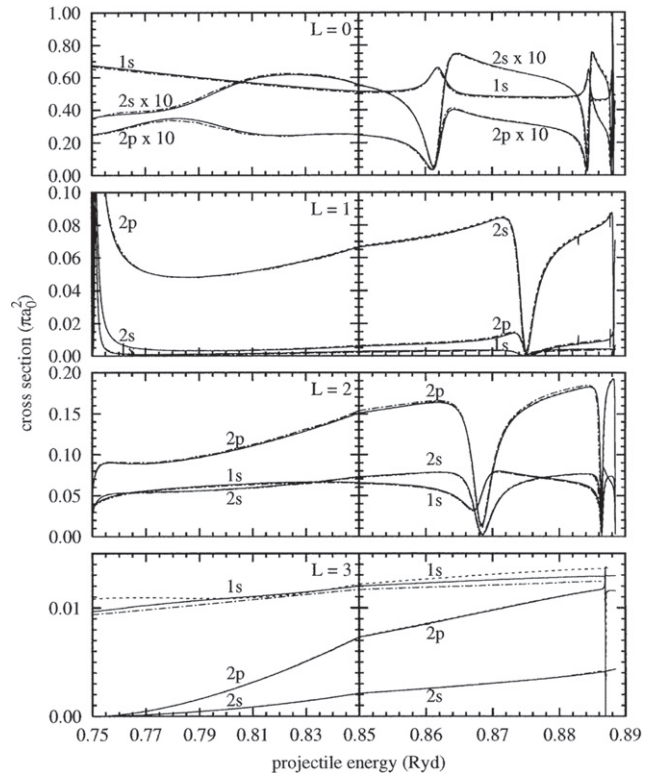 1.00
L = 0
0.80
1s
2s x 10
0.60
1s
0.40
2s x 10
0.20
2p x 10
2p x 10
0.00
0.10
L = 1
0.08
2p
2s
0.06
0.04
0.02
2s
2p
1s
0.00
0.20
L = 2
2p
0.15
2p
0.10
1s
2s
0.05
2s
1s
0.00
L = 3
1s
0.01
2p
2p
2s
2s
0.00
0.75 0.77 0.79 0.81 0.83 0.85 0.86 0.87 0.88 0.89
projectile energy (Ryd)
cross section (πa₀²)